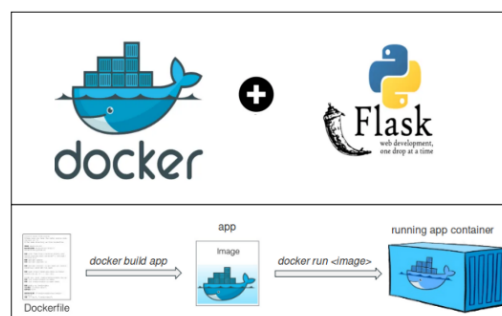 docker
Flask
web development,
one drop at a time
app
running app container
docker build app
Image
docker run <image>
Dockerfile